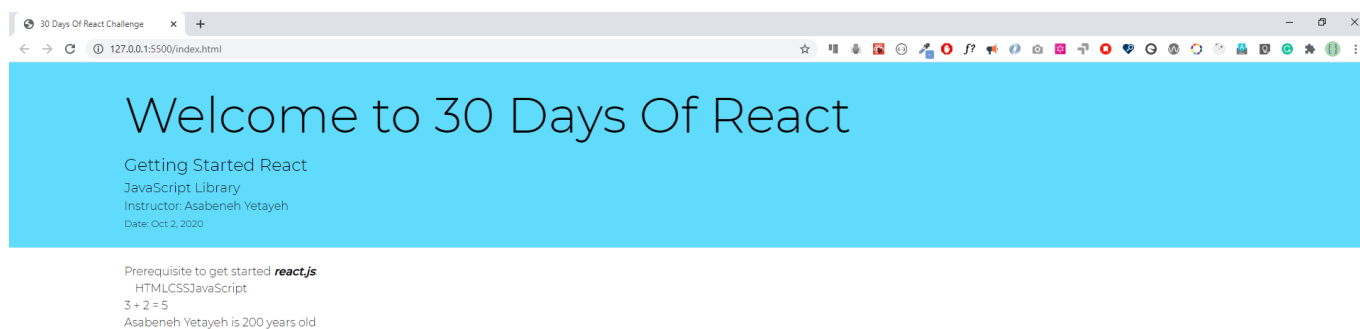 30 Days Of React Challenge
127.0.0.1:5500/index.html
Welcome to 30 Days Of React
Getting Started React
JavaScript Library
Instructor: Asabeneh Yetayeh
Date: Oct 2, 2020
Prerequisite to get started react.js:
HTMLCSSJavaScript
3 + 2 = 5
Asabeneh Yetayeh is 200 years old